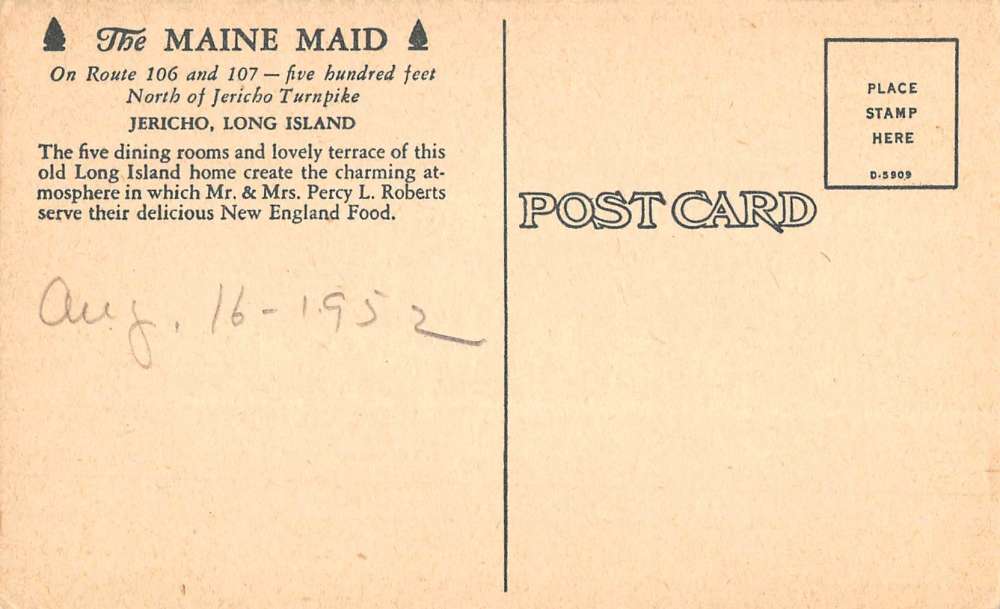 The MAINE MAID
On Route 106 and 107 — five hundred feet
North of Jericho Turnpike
JERICHO, LONG ISLAND
The five dining rooms and lovely terrace of this
old Long Island home create the charming at-
mosphere in which Mr. & Mrs. Percy L. Roberts
serve their delicious New England Food.
Aug. 16 - 1952
POST CARD
PLACE
STAMP
HERE
D-5909